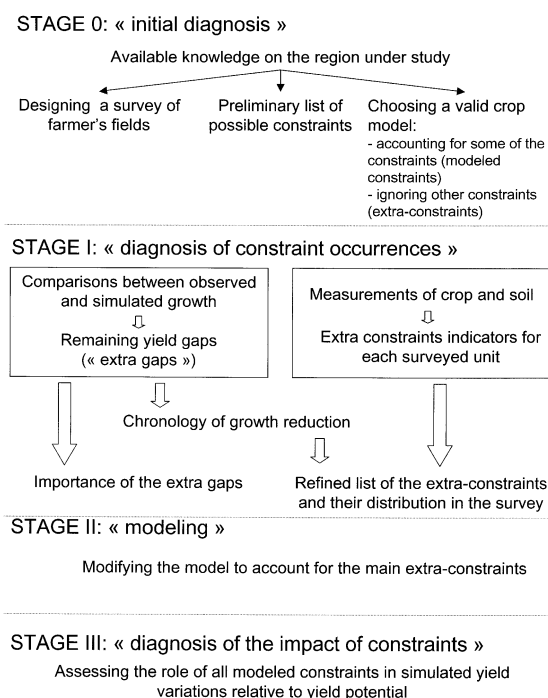 STAGE 0: « initial diagnosis »
Available knowledge on the region under study
Designing a survey of
farmer's fields
Preliminary list of
possible constraints
Choosing a valid crop
model:
- accounting for some of the
constraints (modeled
constraints)
- ignoring other constraints
(extra-constraints)
STAGE I: « diagnosis of constraint occurrences »
Comparisons between observed
and simulated growth
Remaining yield gaps
(« extra gaps »)
Measurements of crop and soil
Extra constraints indicators for
each surveyed unit
Chronology of growth reduction
Importance of the extra gaps
Refined list of the extra-constraints
and their distribution in the survey
STAGE II: « modeling »
Modifying the model to account for the main extra-constraints
STAGE III: « diagnosis of the impact of constraints »
Assessing the role of all modeled constraints in simulated yield
variations relative to yield potential